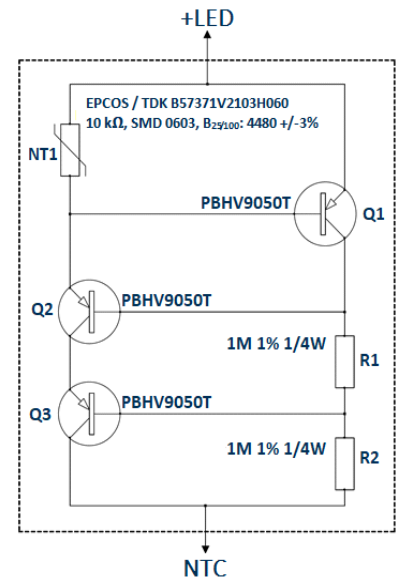 +LED
EPCOS / TDK B57371V2103H060
10 kΩ, SMD 0603, B25/100: 4480 +/-3%
NT1
PBHV9050T
Q1
Q2
PBHV9050T
1M 1% 1/4W
R1
PBHV9050T
Q3
1M 1% 1/4W
R2
NTC